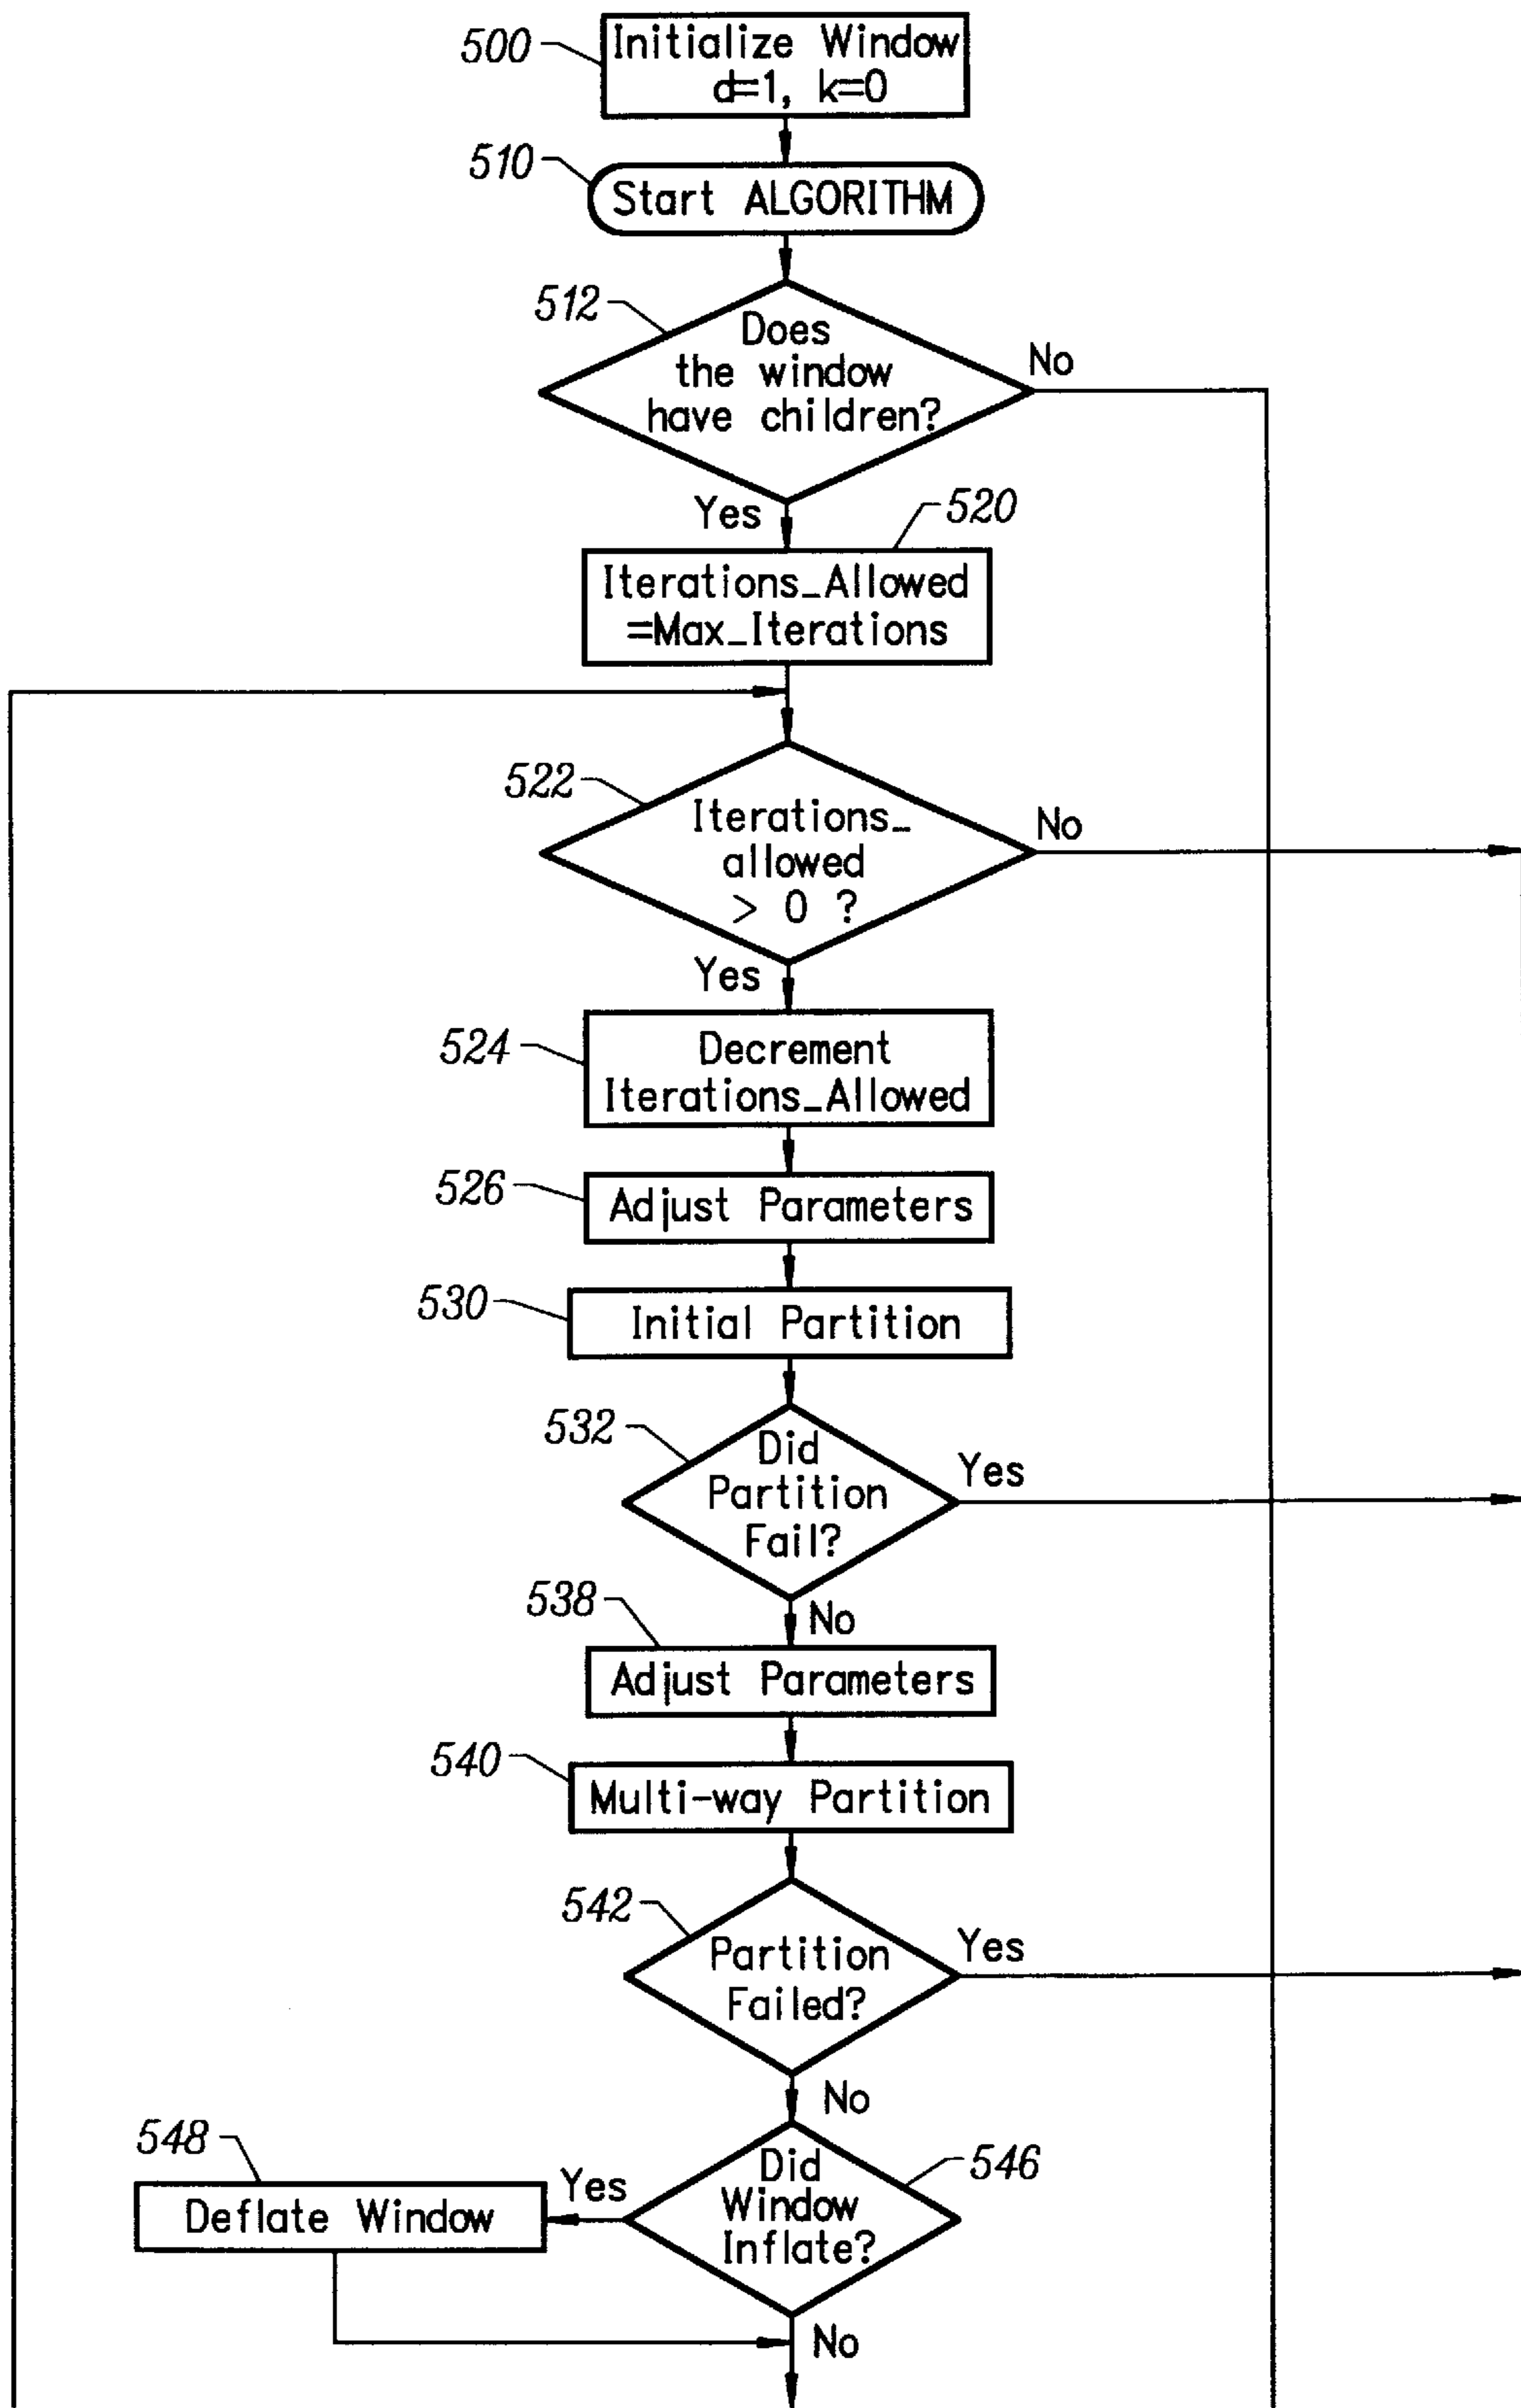 500
Initialize Window
d=1, k=0
510
Start ALGORITHM
512
Does
the window
have children?
No
Yes
520
Iterations_Allowed
=Max_Iterations
522
Iterations_
allowed
> 0 ?
No
Yes
524
Decrement
Iterations_Allowed
526
Adjust Parameters
530
Initial Partition
532
Did
Partition
Fail?
Yes
No
538
Adjust Parameters
540
Multi-way Partition
542
Partition
Failed?
Yes
No
548
Deflate Window
Yes
Did
Window
Inflate?
546
No